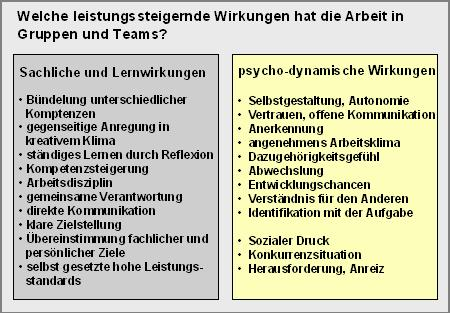 Welche leistungssteigernde Wirkungen hat die Arbeit in
Gruppen und Teams?
Sachliche und Lernwirkungen
• Bündelung unterschiedlicher
Komptenzen
• gegenseitige Anregung in
kreativem Klima
• ständiges Lernen durch Reflexion
• Kompetenzsteigerung
• Arbeitsdisziplin
• gemeinsame Verantwortung
• direkte Kommunikation
• klare Zielstellung
• Übereinstimmung fachlicher und
persönlicher Ziele
• selbst gesetzte hohe Leistungs-
standards
psycho-dynamische Wirkungen
• Selbstgestaltung, Autonomie
• Vertrauen, offene Kommunikation
• Anerkennung
• angenehmens Arbeitsklima
• Dazugehörigkeitsgefühl
• Abwechslung
• Entwicklungschancen
• Verständnis für den Anderen
• Identifikation mit der Aufgabe
• Sozialer Druck
• Konkurrenzsituation
• Herausforderung, Anreiz